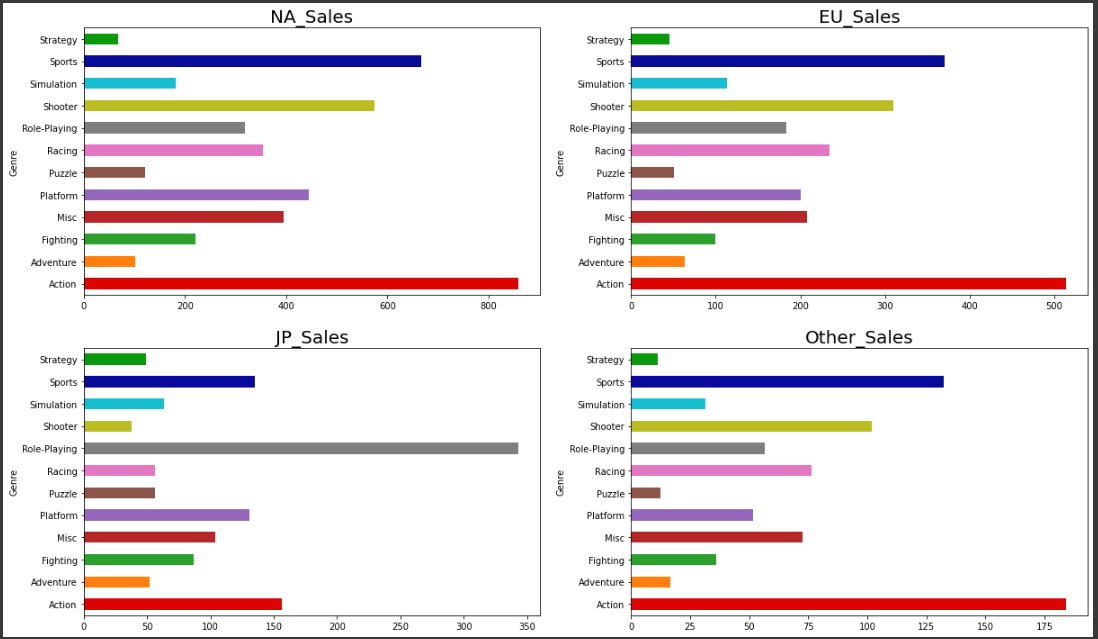 NA_Sales
Genre
Strategy
Sports
Simulation
Shooter
Role-Playing
Racing
Puzzle
Platform
Misc
Fighting
Adventure
Action
0 200 400 600 800
EU_Sales
Genre
Strategy
Sports
Simulation
Shooter
Role-Playing
Racing
Puzzle
Platform
Misc
Fighting
Adventure
Action
0 100 200 300 400 500
JP_Sales
Genre
Strategy
Sports
Simulation
Shooter
Role-Playing
Racing
Puzzle
Platform
Misc
Fighting
Adventure
Action
0 50 100 150 200 250 300 350
Other_Sales
Genre
Strategy
Sports
Simulation
Shooter
Role-Playing
Racing
Puzzle
Platform
Misc
Fighting
Adventure
Action
0 25 50 75 100 125 150 175